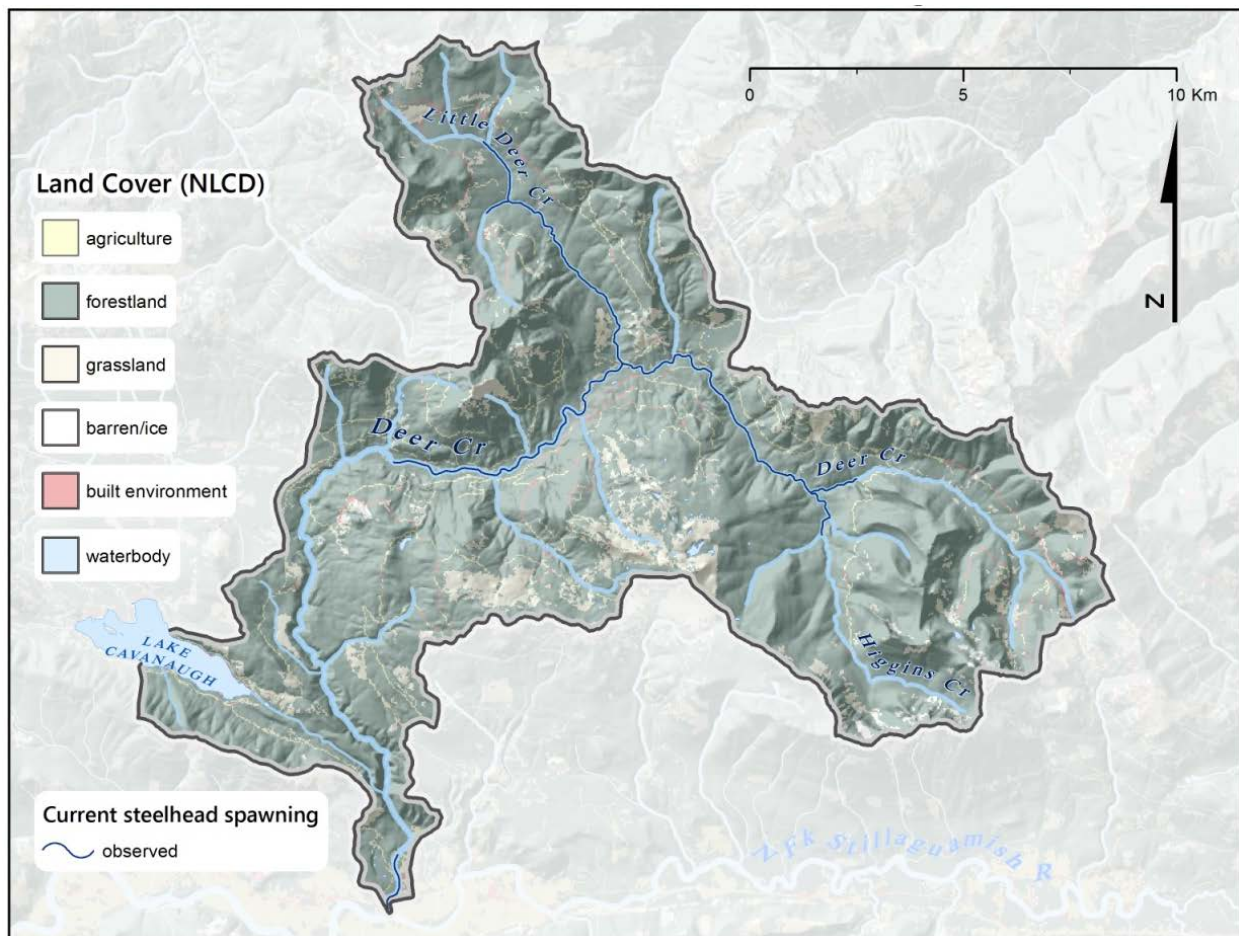 0 5 10 Km
N
Little Deer Cr
Land Cover (NLCD)
agriculture
forestland
grassland
barren/ice
built environment
waterbody
Deer Cr
Deer Cr
LAKE
CAVANAUGH
Higgins Cr
Current steelhead spawning
observed
N Fk Stillaguamish R